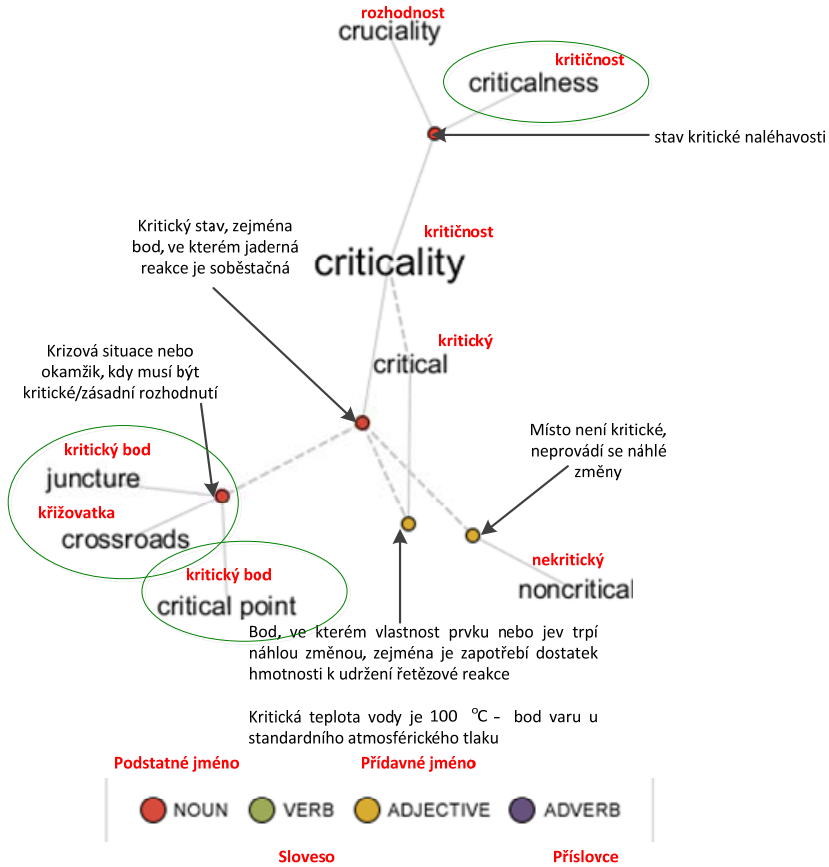 rozhodnost
cruciality
kritičnost
criticalness
stav kritické naléhavosti
Kritický stav, zejména
bod, ve kterém jaderná
reakce je soběstačná
kritičnost
criticality
Krizová situace nebo
okamžik, kdy musí být
kritické/zásadní rozhodnutí
kritický
critical
Místo není kritické,
neprovádí se náhlé
změny
kritický bod
juncture
křižovatka
crossroads
kritický bod
critical point
nekritický
noncritical
Bod, ve kterém vlastnost prvku nebo jev trpí
náhlou změnou, zejména je zapotřebí dostatek
hmotnosti k udržení řetězové reakce
Kritická teplota vody je 100 °C – bod varu u
standardního atmosférického tlaku
Podstatné jméno Přídavné jméno
NOUN VERB ADJECTIVE ADVERB
Sloveso Příslovce